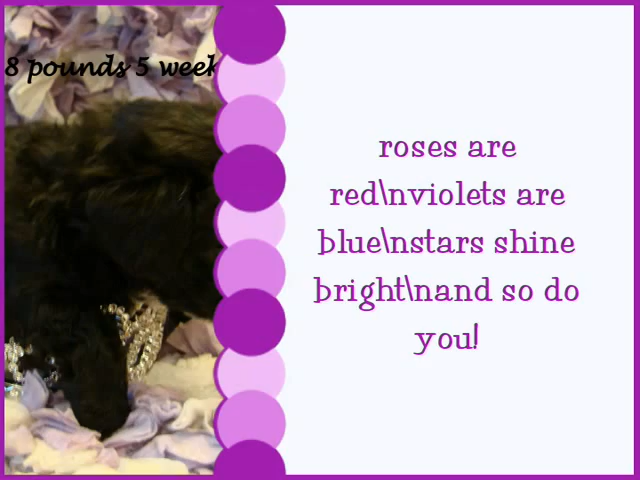 8 pounds 5 week
roses are
red\nviolets are
blue\nstars shine
bright\nand so do
you!